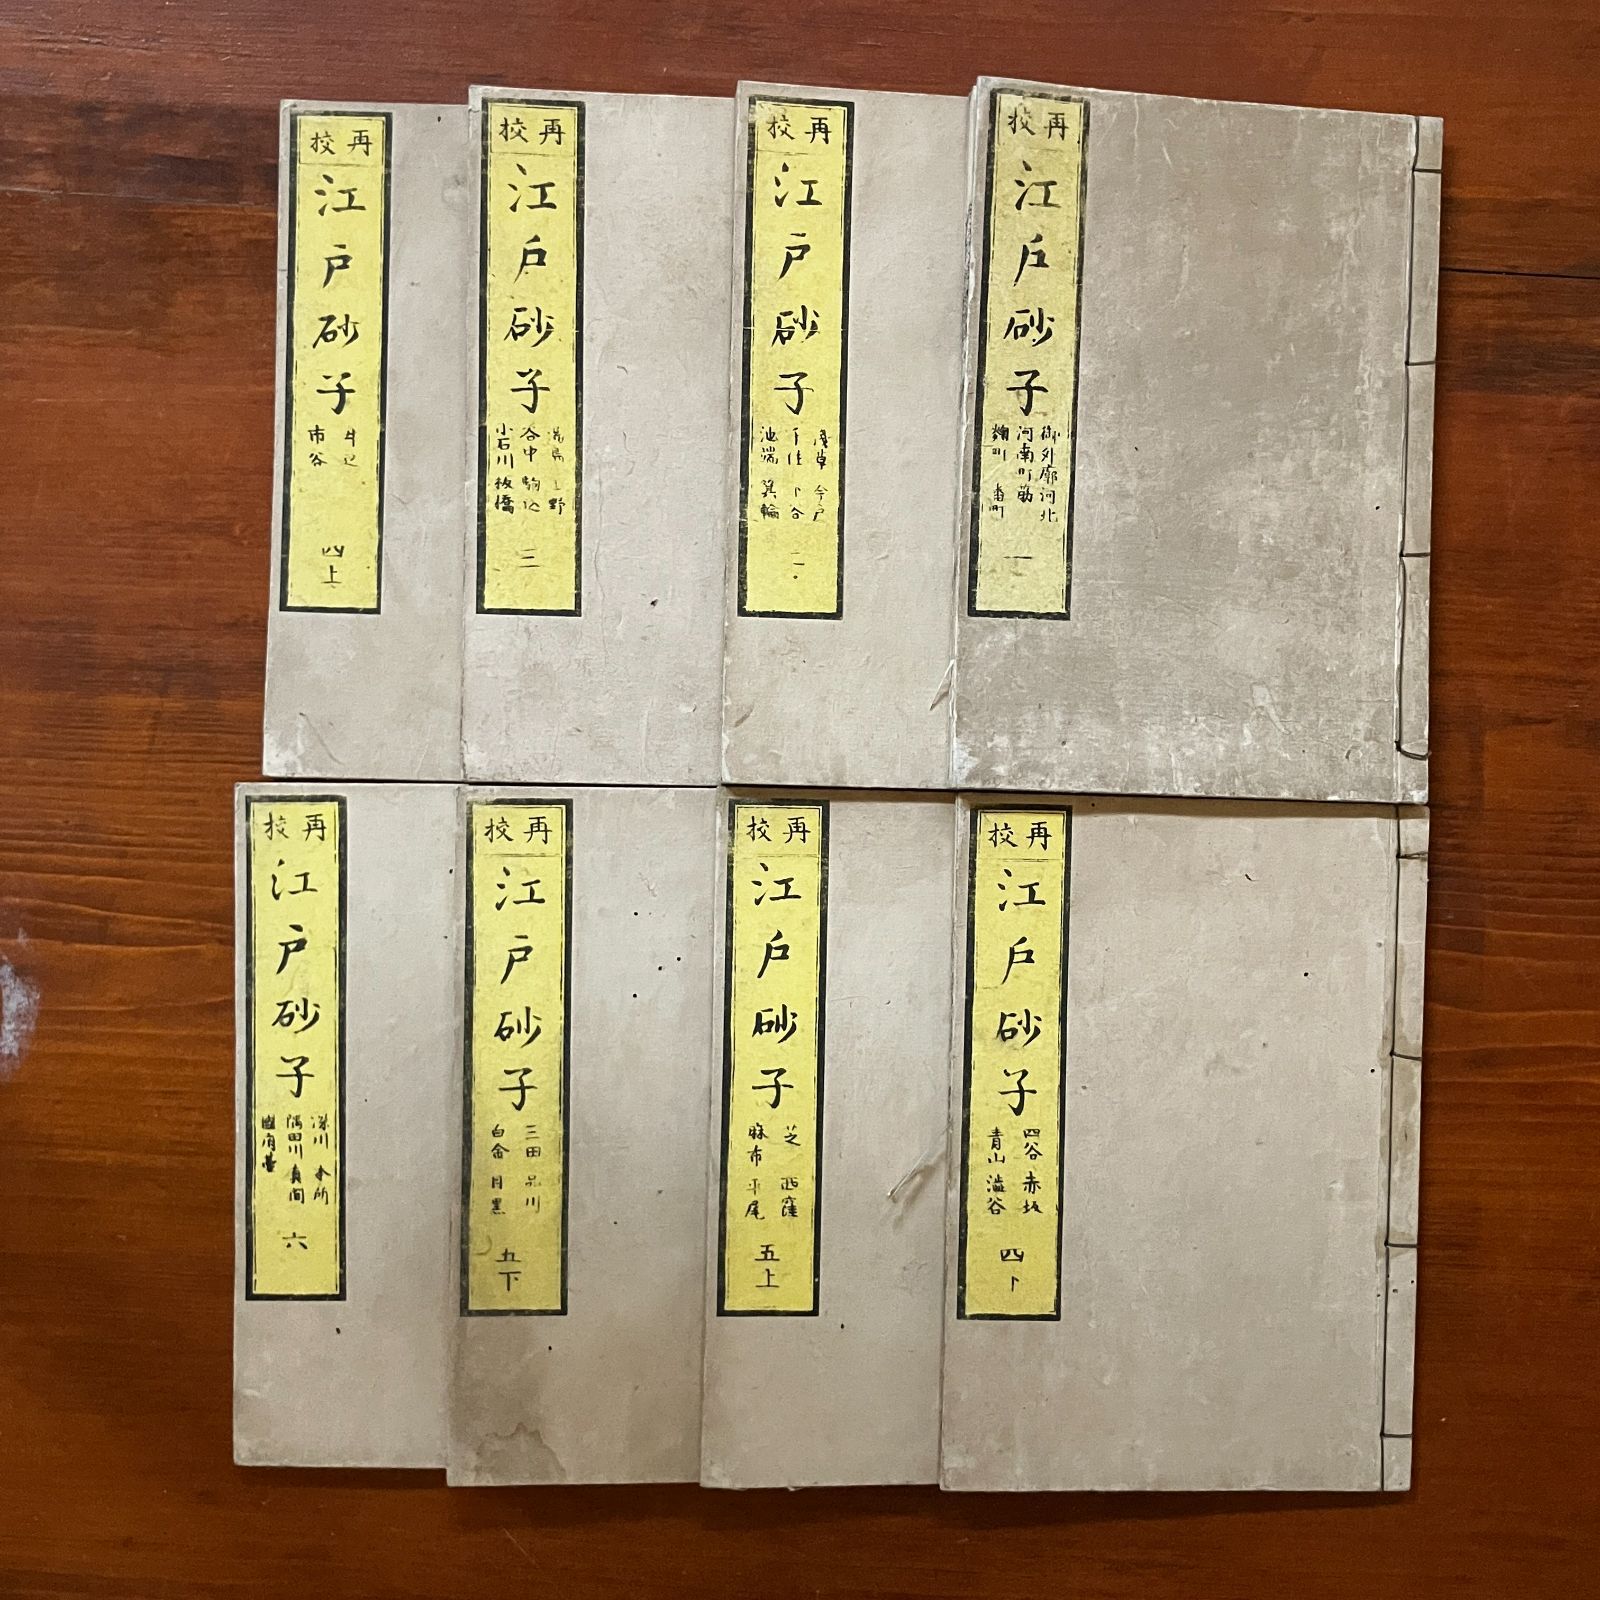 再校
江戸砂子
御外廓河北
河南町筋
麹町 番町
一
再校
江戸砂子
浅草 今戸
千住 下谷
池端 箕輪
二
再校
江戸砂子
湯島 上野
谷中 駒込
小石川 板橋
三
再校
江戸砂子
牛込
市谷
四上
再校
江戸砂子
四谷 赤坂
青山 澁谷
四下
再校
江戸砂子
芝 西窪
麻布 平尾
五上
再校
江戸砂子
三田 品川
白金 目黒
五下
再校
江戸砂子
深川 本所
隅田川 真間
國府臺
六